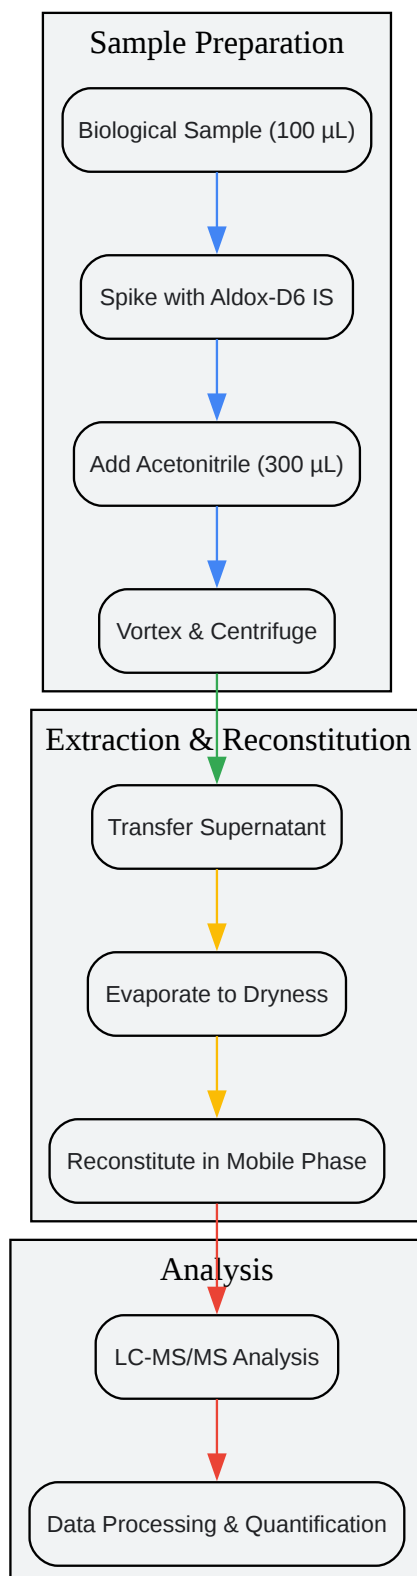 Sample Preparation
Biological Sample (100 µL)
Spike with Aldox-D6 IS
Add Acetonitrile (300 µL)
Vortex & Centrifuge
Extraction & Reconstitution
Transfer Supernatant
Evaporate to Dryness
Reconstitute in Mobile Phase
Analysis
LC-MS/MS Analysis
Data Processing & Quantification